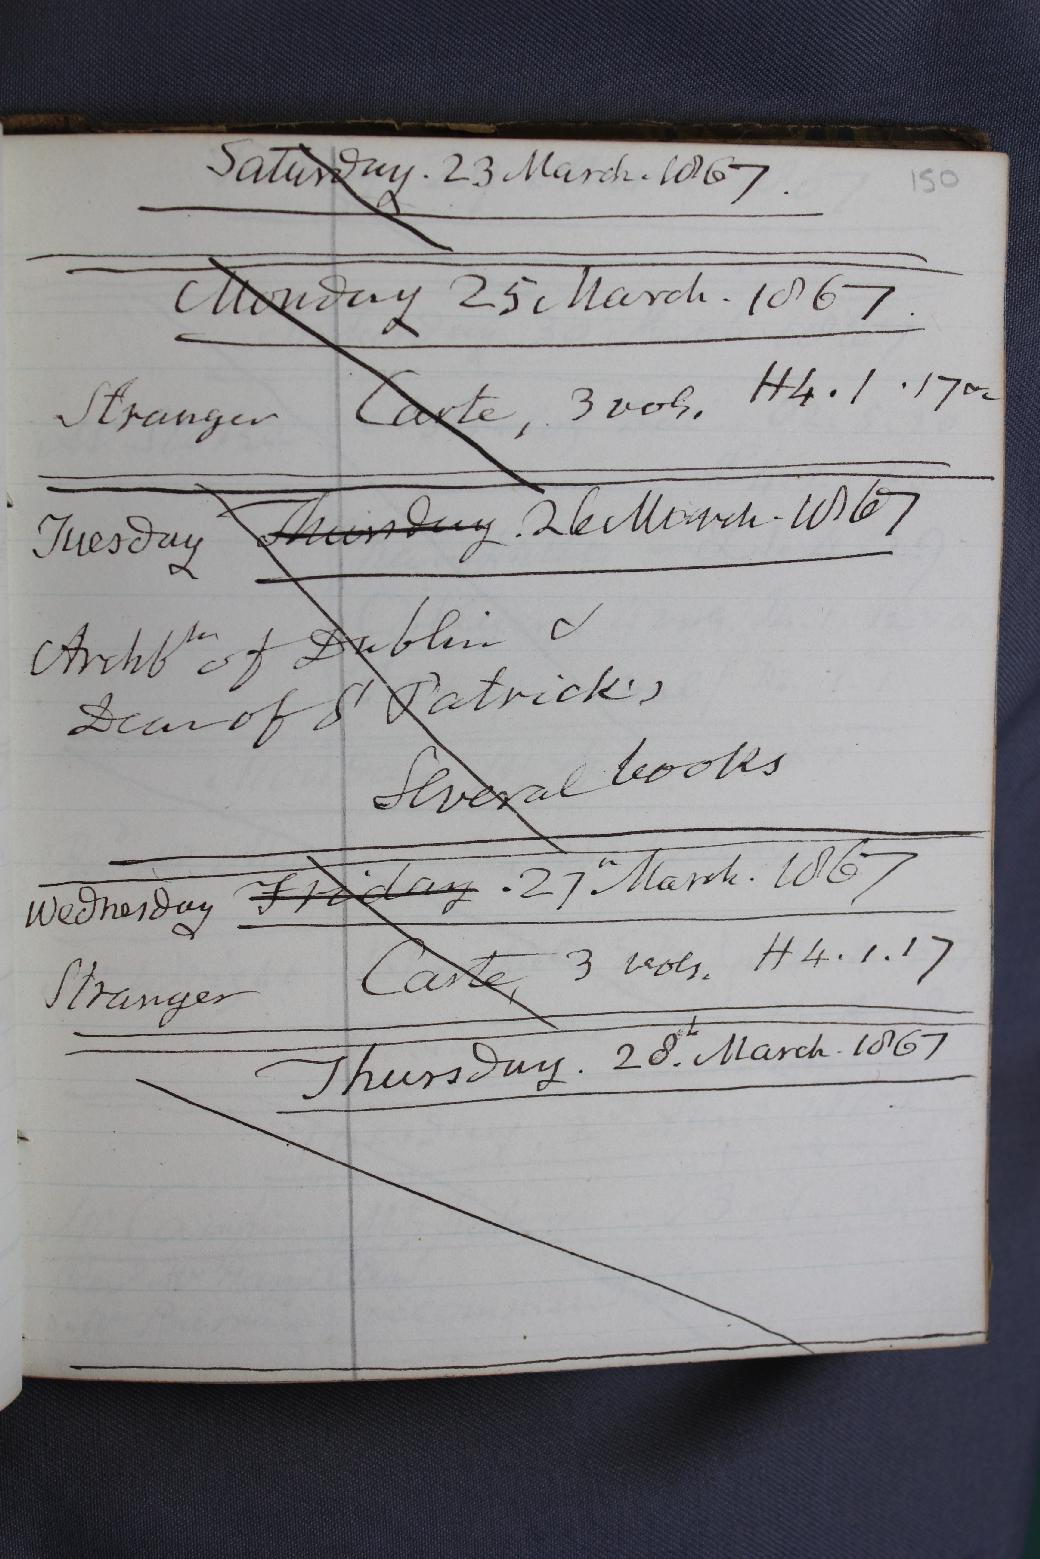 150
Saturday. 23 March. 1867.
Monday 25 March. 1867.
Stranger Carte, 3 vols. H4.1.17
Tuesday Thursday. 26 March. 1867
Archb of Dublin &
Dean of St Patrick's
Several books
Wednesday Friday. 27th March. 1867
Stranger Carte, 3 vols. H4.1.17
Thursday. 28th. March. 1867